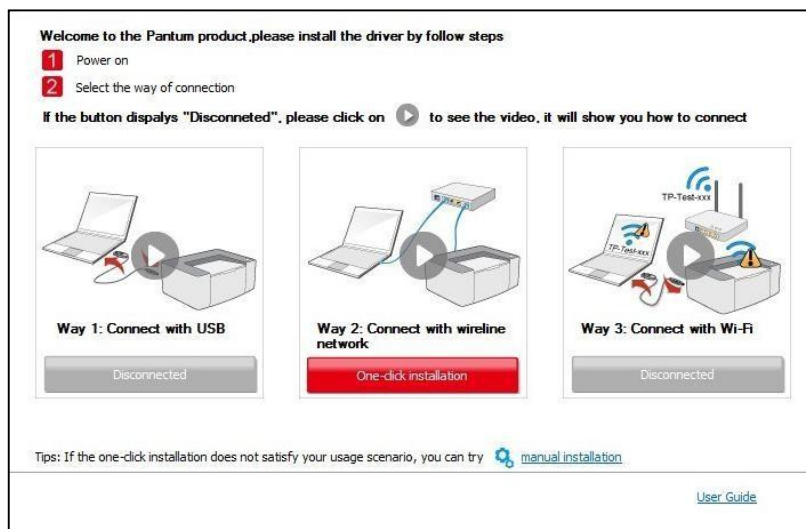 Welcome to the Pantum product,please install the driver by follow steps
1 Power on
2 Select the way of connection
If the button dispalys "Disconneted", please click on to see the video, it will show you how to connect
TP-Test-xxx
TP-Test-xxx
Way 1: Connect with USB
Way 2: Connect with wireline
network
Way 3: Connect with Wi-Fi
Disconnected
One-click installation
Disconnected
Tips: If the one-click installation does not satisfy your usage scenario, you can try manual installation
User Guide